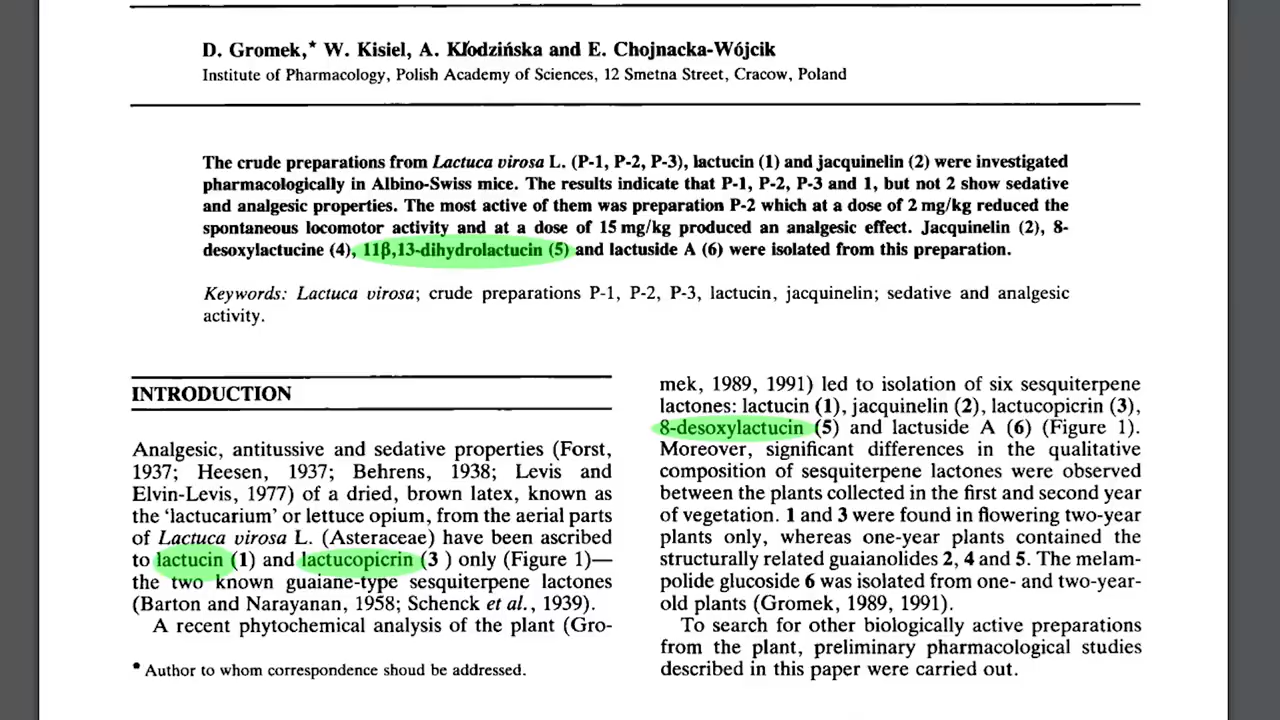 D. Gromek,* W. Kisiel, A. Kłodzińska and E. Chojnacka-Wójcik
Institute of Pharmacology, Polish Academy of Sciences, 12 Smetna Street, Cracow, Poland
The crude preparations from Lactuca virosa L. (P-1, P-2, P-3), lactucin (1) and jacquinelin (2) were investigated
pharmacologically in Albino-Swiss mice. The results indicate that P-1, P-2, P-3 and 1, but not 2 show sedative
and analgesic properties. The most active of them was preparation P-2 which at a dose of 2 mg/kg reduced the
spontaneous locomotor activity and at a dose of 15 mg/kg produced an analgesic effect. Jacquinelin (2), 8-
desoxylactucine (4), 11β,13-dihydrolactucin (5) and lactuside A (6) were isolated from this preparation.
Keywords: Lactuca virosa; crude preparations P-1, P-2, P-3, lactucin, jacquinelin; sedative and analgesic
activity.
INTRODUCTION
Analgesic, antitussive and sedative properties (Forst,
1937; Heesen, 1937; Behrens, 1938; Levis and
Elvin-Levis, 1977) of a dried, brown latex, known as
the 'lactucarium' or lettuce opium, from the aerial parts
of Lactuca virosa L. (Asteraceae) have been ascribed
to lactucin (1) and lactucopicrin (3 ) only (Figure 1)—
the two known guaiane-type sesquiterpene lactones
(Barton and Narayanan, 1958; Schenck et al., 1939).
A recent phytochemical analysis of the plant (Gro-
* Author to whom correspondence shoud be addressed.
mek, 1989, 1991) led to isolation of six sesquiterpene
lactones: lactucin (1), jacquinelin (2), lactucopicrin (3),
8-desoxylactucin (5) and lactuside A (6) (Figure 1).
Moreover, significant differences in the qualitative
composition of sesquiterpene lactones were observed
between the plants collected in the first and second year
of vegetation. 1 and 3 were found in flowering two-year
plants only, whereas one-year plants contained the
structurally related guaianolides 2, 4 and 5. The melam-
polide glucoside 6 was isolated from one- and two-year-
old plants (Gromek, 1989, 1991).
To search for other biologically active preparations
from the plant, preliminary pharmacological studies
described in this paper were carried out.